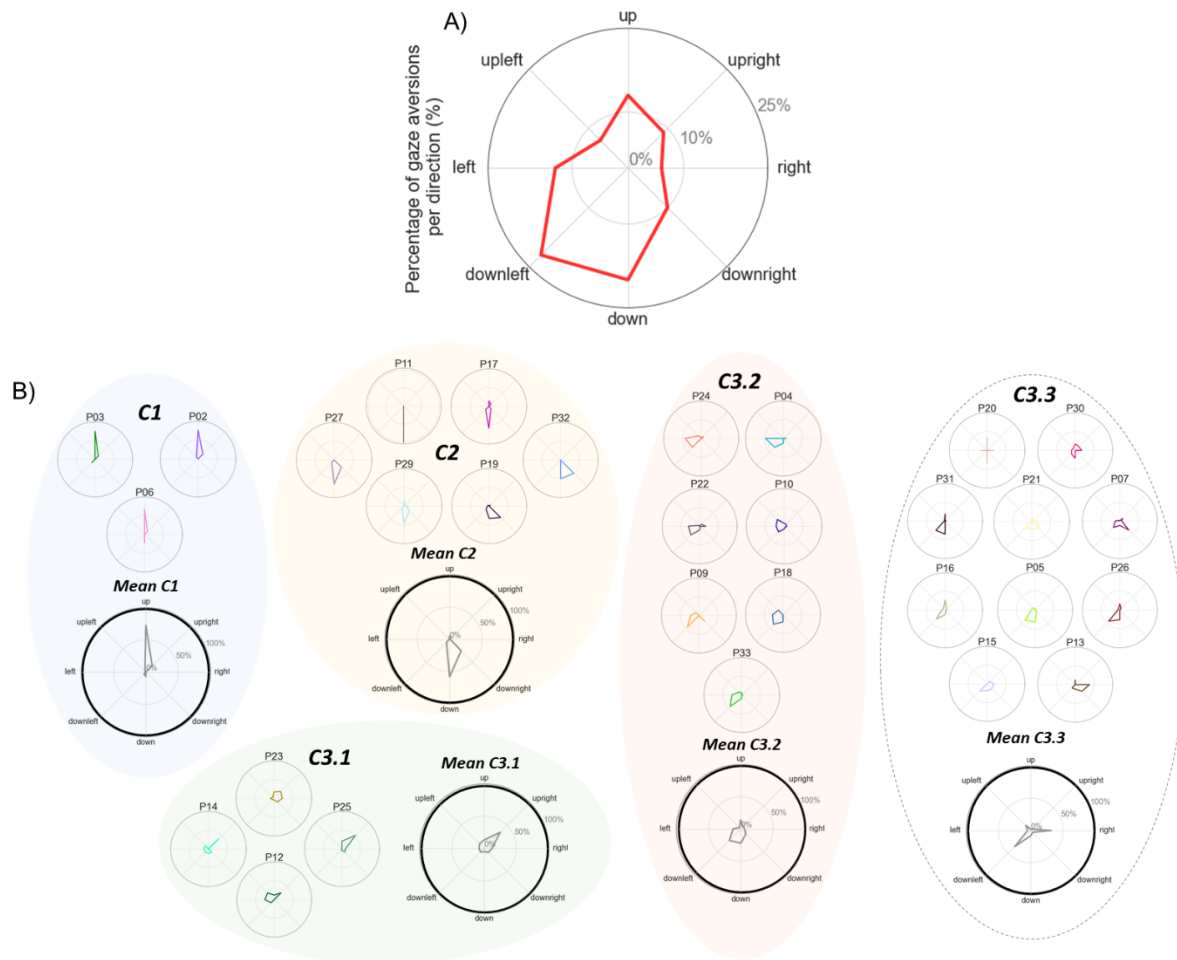 A)
up
upleft
upright
25%
10%
0%
left
right
Percentage of gaze aversions
per direction (%)
downleft
downright
down
B)
C1
P03
P02
P06
Mean C1
up
upleft
upright
100%
50%
0%
left
right
downleft
downright
down
C2
P11
P17
P27
P32
P29
P19
Mean C2
up
upleft
upright
100%
50%
0%
left
right
downleft
downright
down
C3.1
P23
P14
P25
P12
Mean C3.1
up
upleft
upright
100%
50%
0%
left
right
downleft
downright
down
C3.2
P24
P04
P22
P10
P09
P18
P33
Mean C3.2
up
upleft
upright
100%
50%
0%
left
right
downleft
downright
down
C3.3
P20
P30
P31
P21
P07
P16
P05
P26
P15
P13
Mean C3.3
up
upleft
upright
100%
50%
0%
left
right
downleft
downright
down